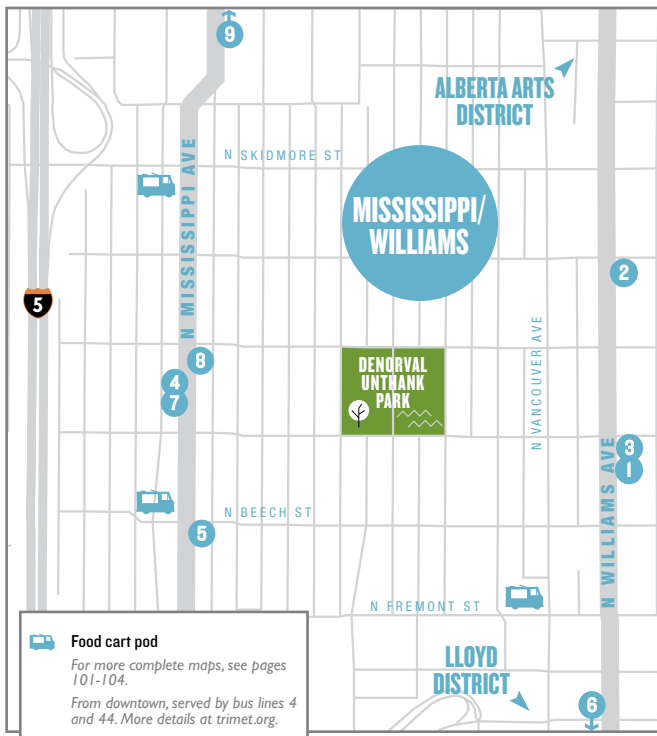 9
ALBERTA ARTS
DISTRICT
N SKIDMORE ST
MISSISSIPPI/
WILLIAMS
N MISSISSIPPI AVE
2
5
N VANCOUVER AVE
8
4
7
DENORVAL
UNTHANK
PARK
3
1
N WILLIAMS AVE
N BEECH ST
5
N FREMONT ST
LLOYD
DISTRICT
6
Food cart pod
For more complete maps, see pages
101-104.
From downtown, served by bus lines 4
and 44. More details at trimet.org.